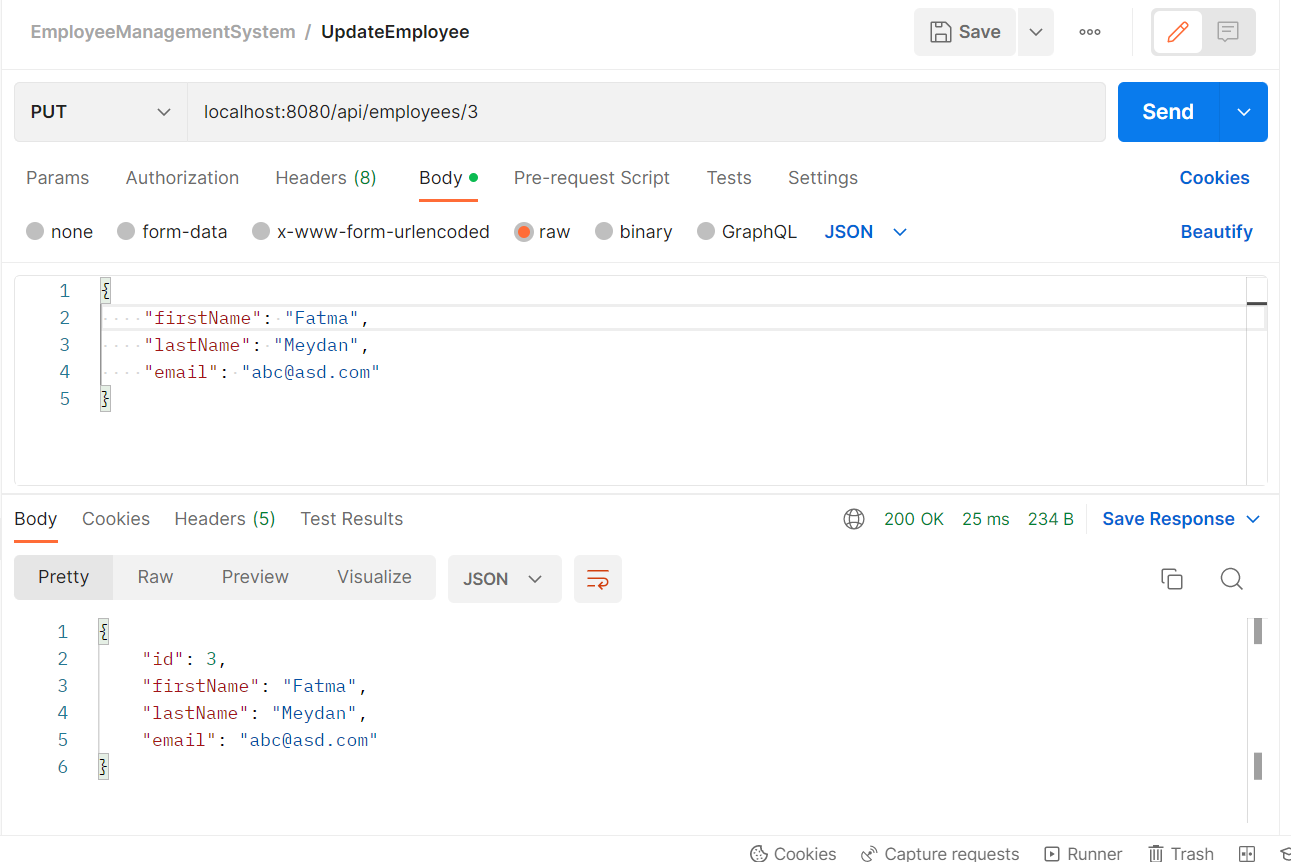 EmployeeManagementSystem / UpdateEmployee Save
PUT localhost:8080/api/employees/3 Send
Params Authorization Headers (8) Body Pre-request Script Tests Settings Cookies
none form-data x-www-form-urlencoded raw binary GraphQL JSON Beautify
1 {
2 "firstName": "Fatma",
3 "lastName": "Meydan",
4 "email": "abc@asd.com"
5 }
Body Cookies Headers (5) Test Results 200 OK 25 ms 234 B Save Response
Pretty Raw Preview Visualize JSON
1 {
2 "id": 3,
3 "firstName": "Fatma",
4 "lastName": "Meydan",
5 "email": "abc@asd.com"
6 }
Cookies Capture requests Runner Trash